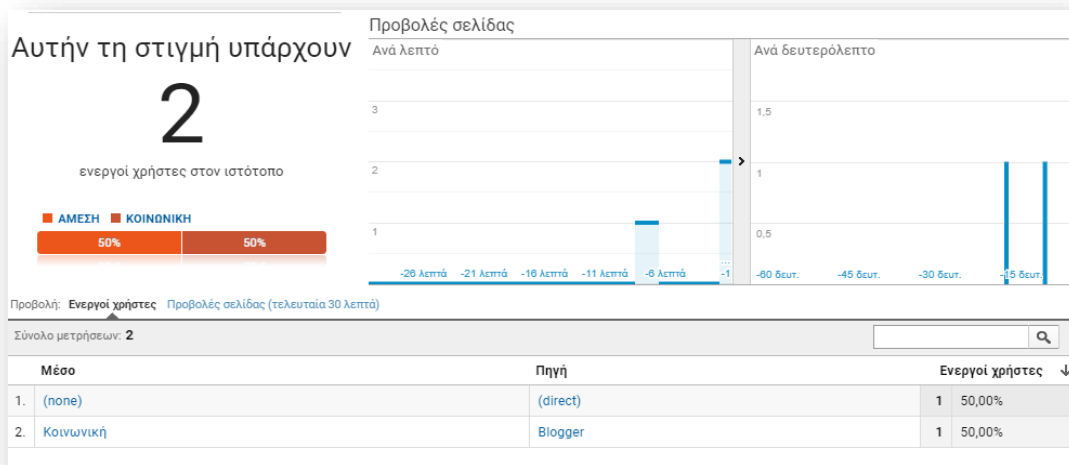 Αυτήν τη στιγμή υπάρχουν
2
ενεργοί χρήστες στον ιστότοπο
ΑΜΕΣΗ ΚΟΙΝΩΝΙΚΗ
50% 50%
Προβολές σελίδας
Ανά λεπτό
3
2
1
-26 λεπτά -21 λεπτά -16 λεπτά -11 λεπτά -6 λεπτά -1
Ανά δευτερόλεπτο
1,5
1
0,5
-60 δευτ. -45 δευτ. -30 δευτ. -15 δευτ.
Προβολή: Ενεργοί χρήστες Προβολές σελίδας (τελευταία 30 λεπτά)
Σύνολο μετρήσεων: 2
Μέσο Πηγή Ενεργοί χρήστες
1. (none) (direct) 1 50,00%
2. Κοινωνική Blogger 1 50,00%